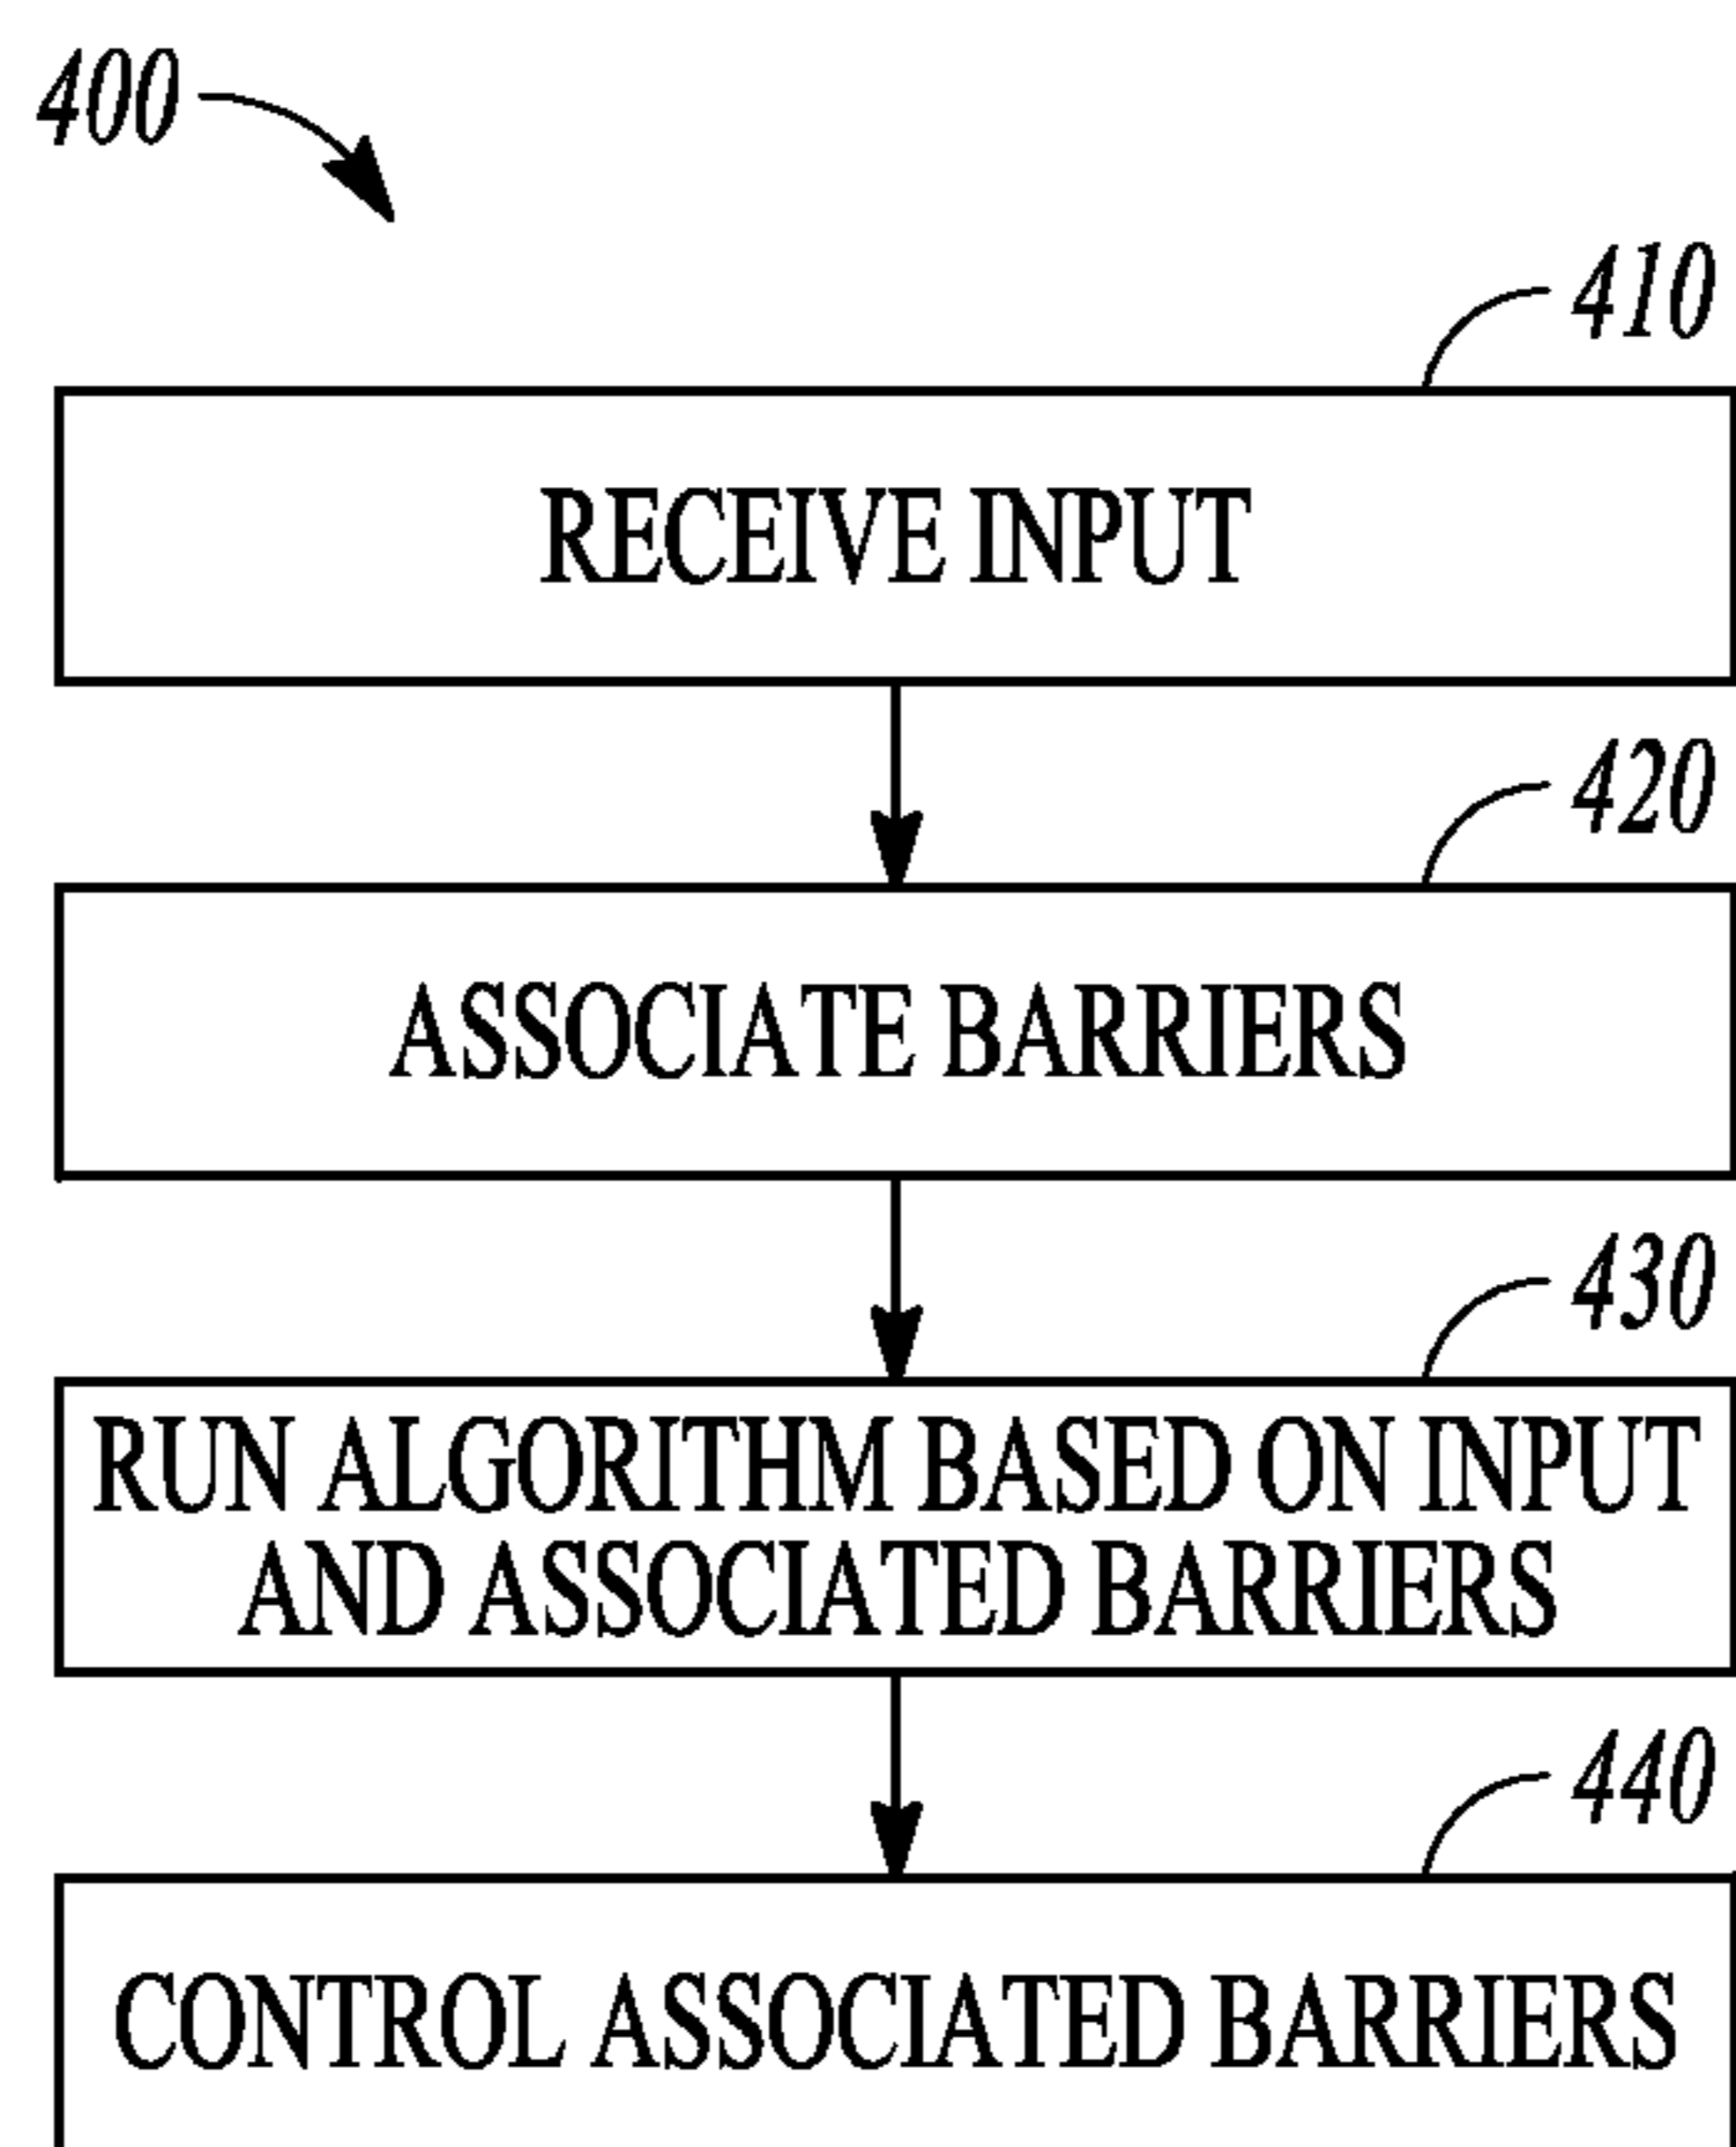 400
410
RECEIVE INPUT
420
ASSOCIATE BARRIERS
430
RUN ALGORITHM BASED ON INPUT
AND ASSOCIATED BARRIERS
440
CONTROL ASSOCIATED BARRIERS